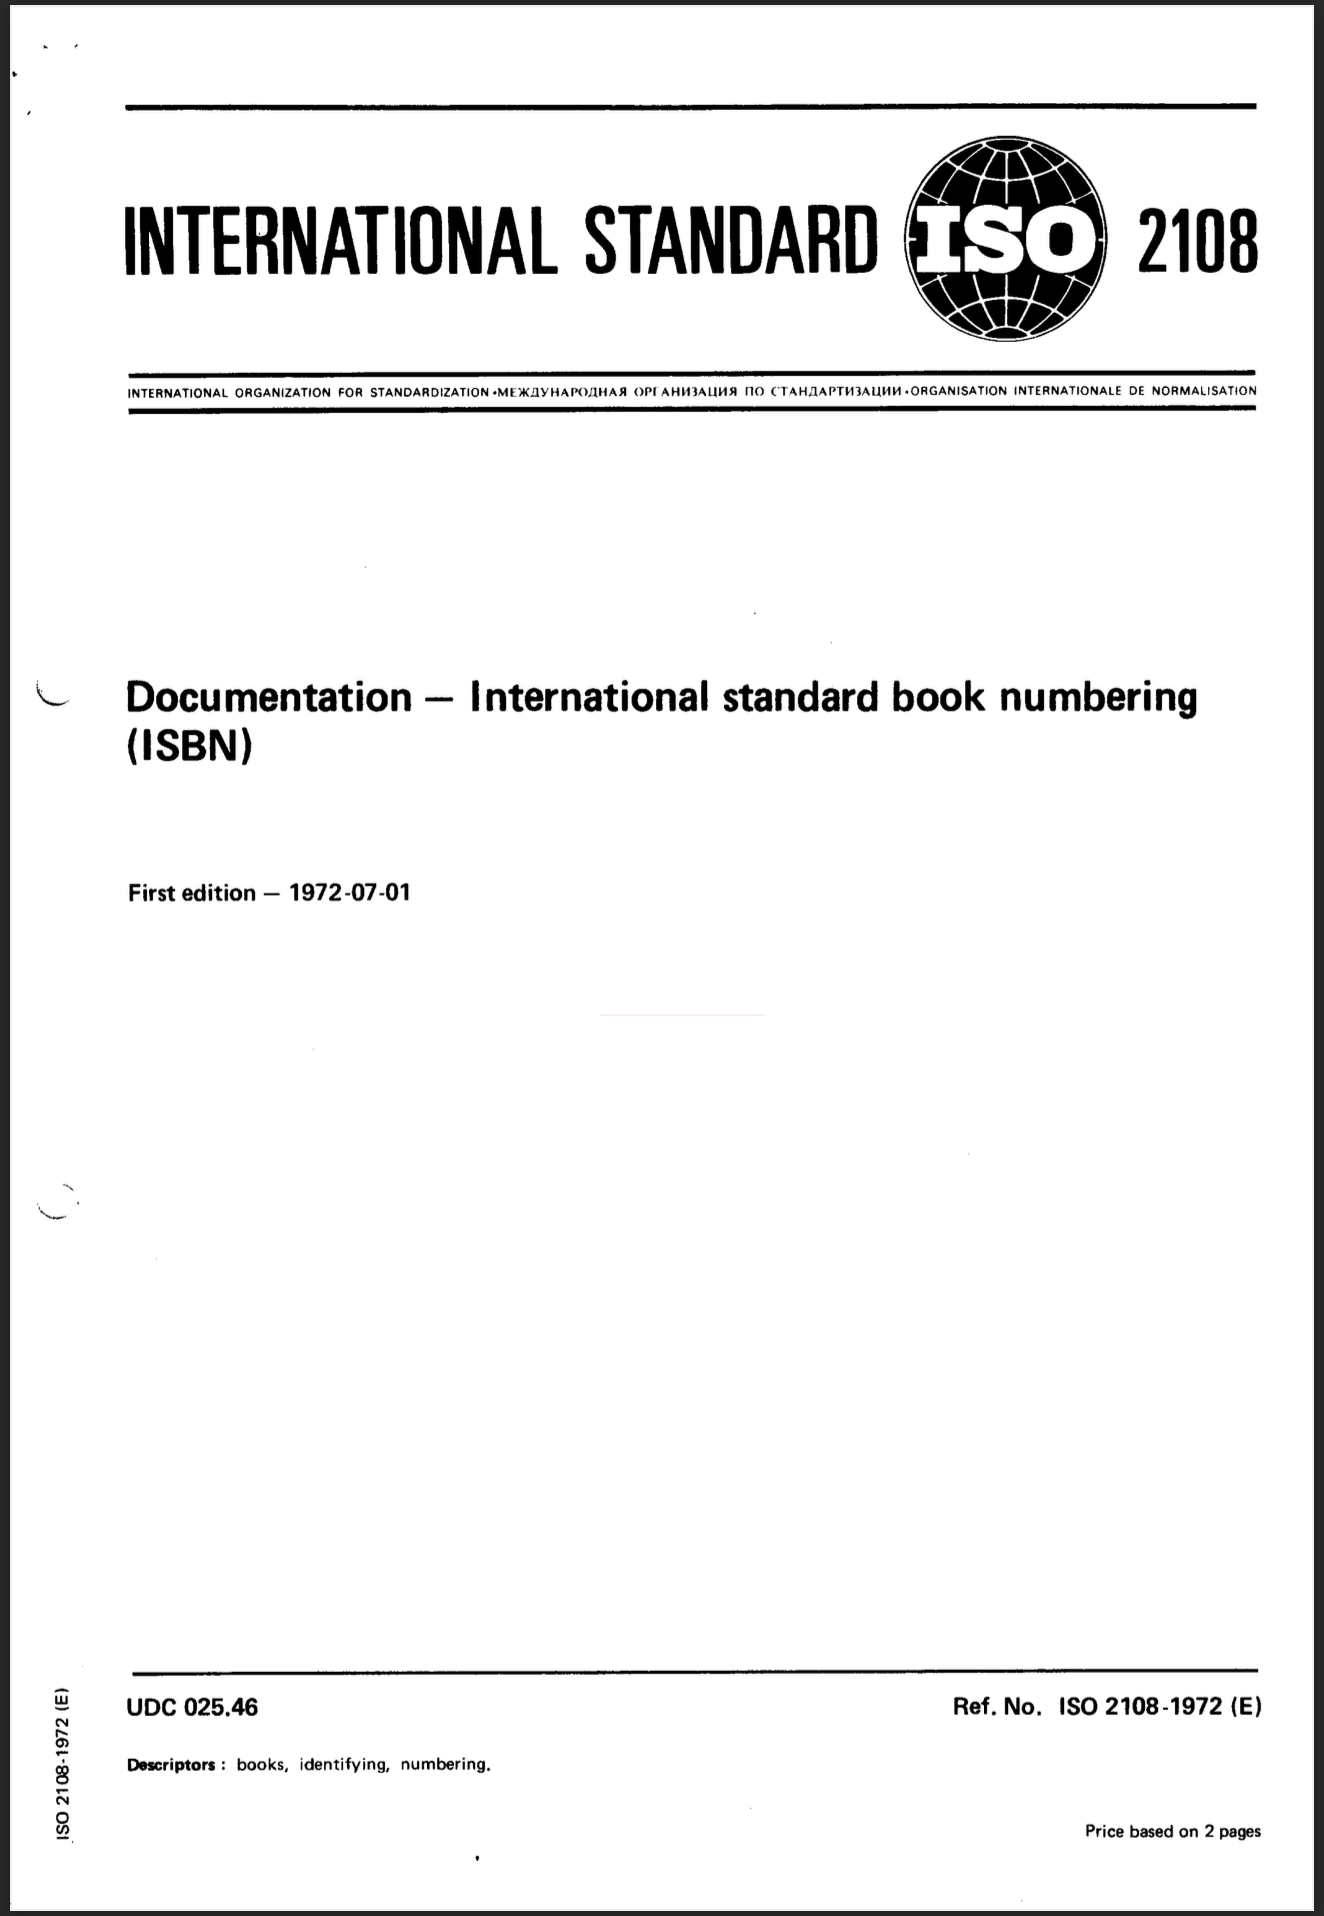 INTERNATIONAL STANDARD ISO 2108
INTERNATIONAL ORGANIZATION FOR STANDARDIZATION •МЕЖДУНАРОДНАЯ ОРГАНИЗАЦИЯ ПО СТАНДАРТИЗАЦИИ •ORGANISATION INTERNATIONALE DE NORMALISATION
Documentation — International standard book numbering
(ISBN)
First edition — 1972-07-01
UDC 025.46
Ref. No. ISO 2108-1972 (E)
Descriptors : books, identifying, numbering.
Price based on 2 pages
ISO 2108-1972 (E)